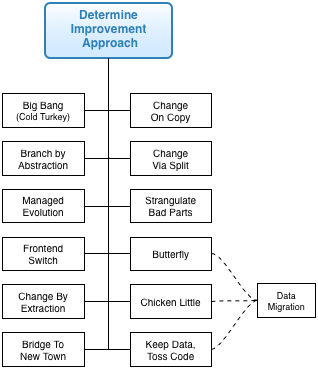 Determine
Improvement
Approach
Big Bang
(Cold Turkey)
Change
On Copy
Branch by
Abstraction
Change
Via Split
Managed
Evolution
Strangulate
Bad Parts
Frontend
Switch
Butterfly
Change By
Extraction
Chicken Little
Data
Migration
Bridge To
New Town
Keep Data,
Toss Code